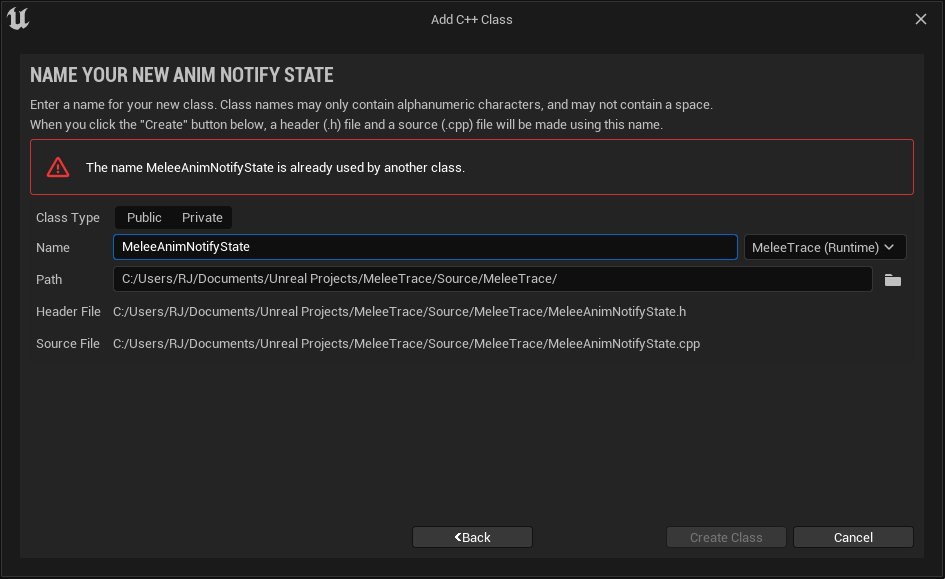 Add C++ Class
NAME YOUR NEW ANIM NOTIFY STATE
Enter a name for your new class. Class names may only contain alphanumeric characters, and may not contain a space.
When you click the "Create" button below, a header (.h) file and a source (.cpp) file will be made using this name.
The name MeleeAnimNotifyState is already used by another class.
Class Type Public Private
Name MeleeAnimNotifyState MeleeTrace (Runtime)
Path C:/Users/RJ/Documents/Unreal Projects/MeleeTrace/Source/MeleeTrace/
Header File C:/Users/RJ/Documents/Unreal Projects/MeleeTrace/Source/MeleeTrace/MeleeAnimNotifyState.h
Source File C:/Users/RJ/Documents/Unreal Projects/MeleeTrace/Source/MeleeTrace/MeleeAnimNotifyState.cpp
Back Create Class Cancel